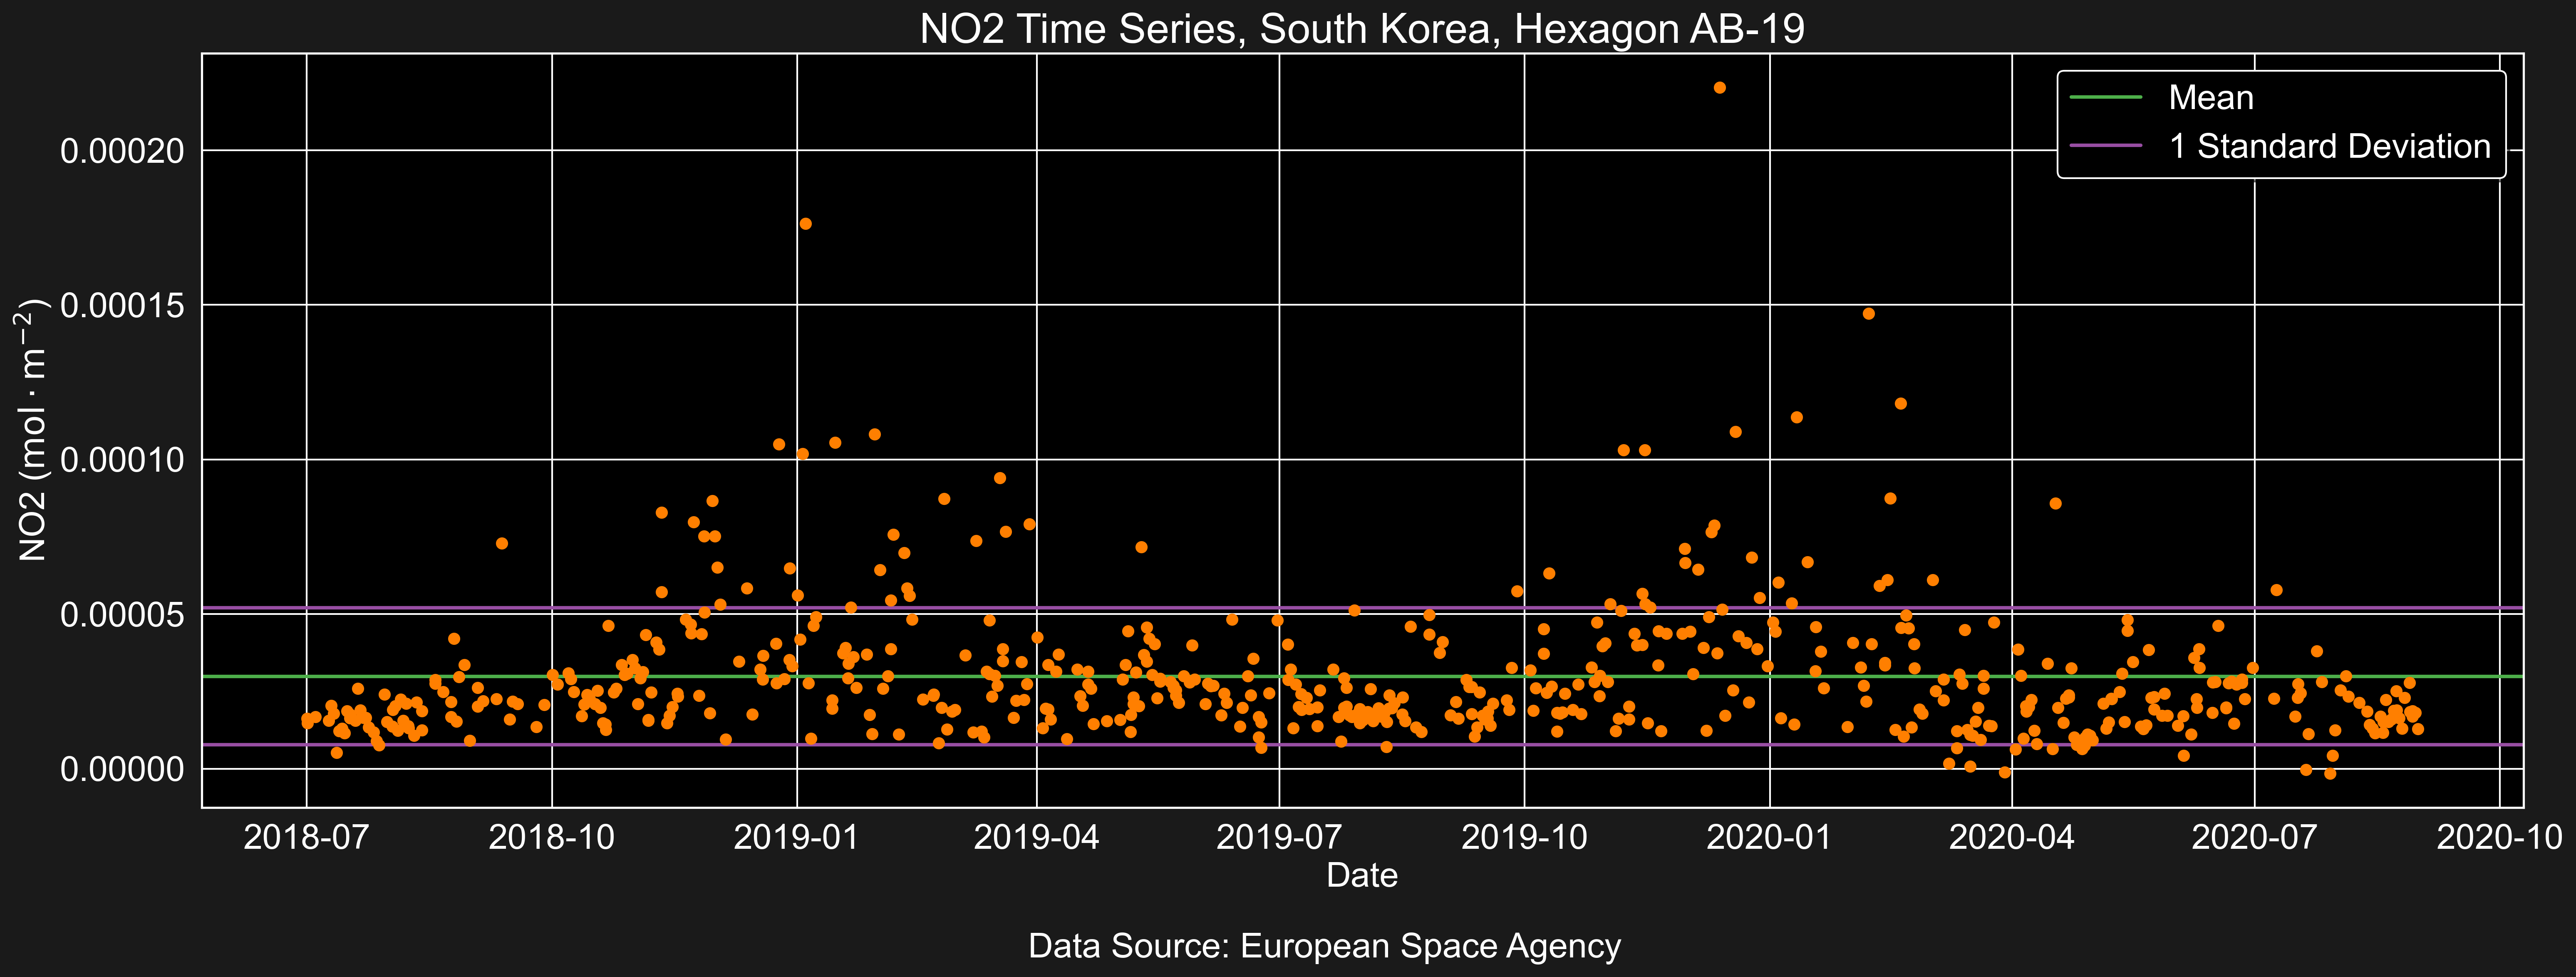 NO2 Time Series, South Korea, Hexagon AB-19
Mean
1 Standard Deviation
NO2 (mol · m⁻²)
0.00020
0.00015
0.00010
0.00005
0.00000
2018-07 2018-10 2019-01 2019-04 2019-07 2019-10 2020-01 2020-04 2020-07 2020-10
Date
Data Source: European Space Agency